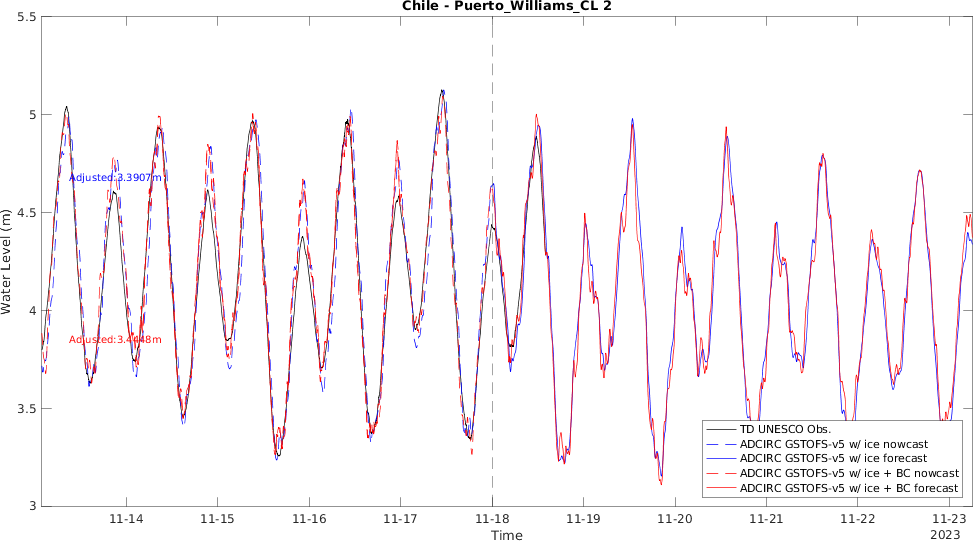 Chile - Puerto_Williams_CL 2
5.5
5
4.5
4
3.5
3
Water Level (m)
Adjusted:3.3907m
Adjusted:3.4448m
TD UNESCO Obs.
ADCIRC GSTOFS-v5 w/ ice nowcast
ADCIRC GSTOFS-v5 w/ ice forecast
ADCIRC GSTOFS-v5 w/ ice + BC nowcast
ADCIRC GSTOFS-v5 w/ ice + BC forecast
11-14 11-15 11-16 11-17 11-18 11-19 11-20 11-21 11-22 11-23
Time
2023